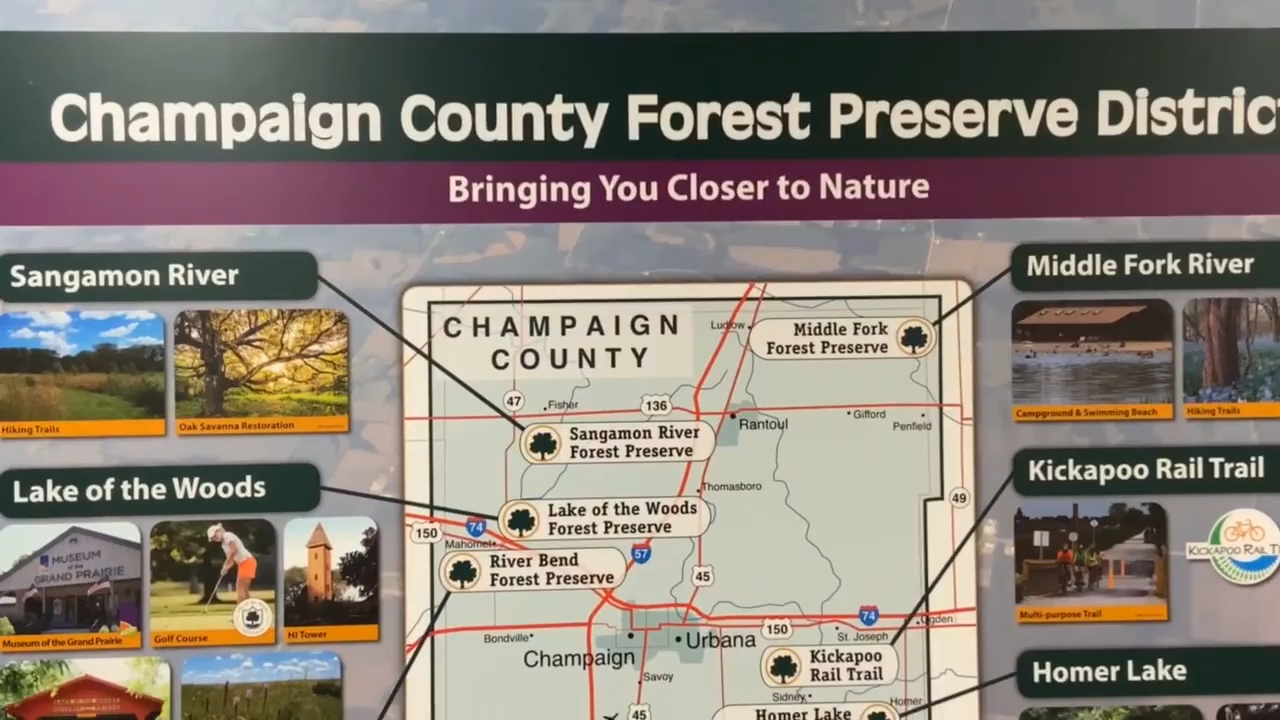 Champaign County Forest Preserve Distric
Bringing You Closer to Nature
Sangamon River
Hiking Trails
Oak Savanna Restoration
Lake of the Woods
MUSEUM
of the
GRAND PRAIRIE
Museum of the Grand Prairie
Golf Course
HI Tower
CHAMPAIGN
COUNTY
Ludlow
Middle Fork
Forest Preserve
47
Fisher
136
Rantoul
Gifford
Penfield
Sangamon River
Forest Preserve
Thomasboro
49
Lake of the Woods
Forest Preserve
150
74
Mahomet
57
River Bend
Forest Preserve
45
74
Ogden
150
St. Joseph
Bondville
Urbana
Champaign
Kickapoo
Rail Trail
Savoy
Sidney
Homer
45
Homer Lake
Middle Fork River
Campground & Swimming Beach
Hiking Trails
Kickapoo Rail Trail
KICKAPOO RAIL T
Multi-purpose Trail
Homer Lake